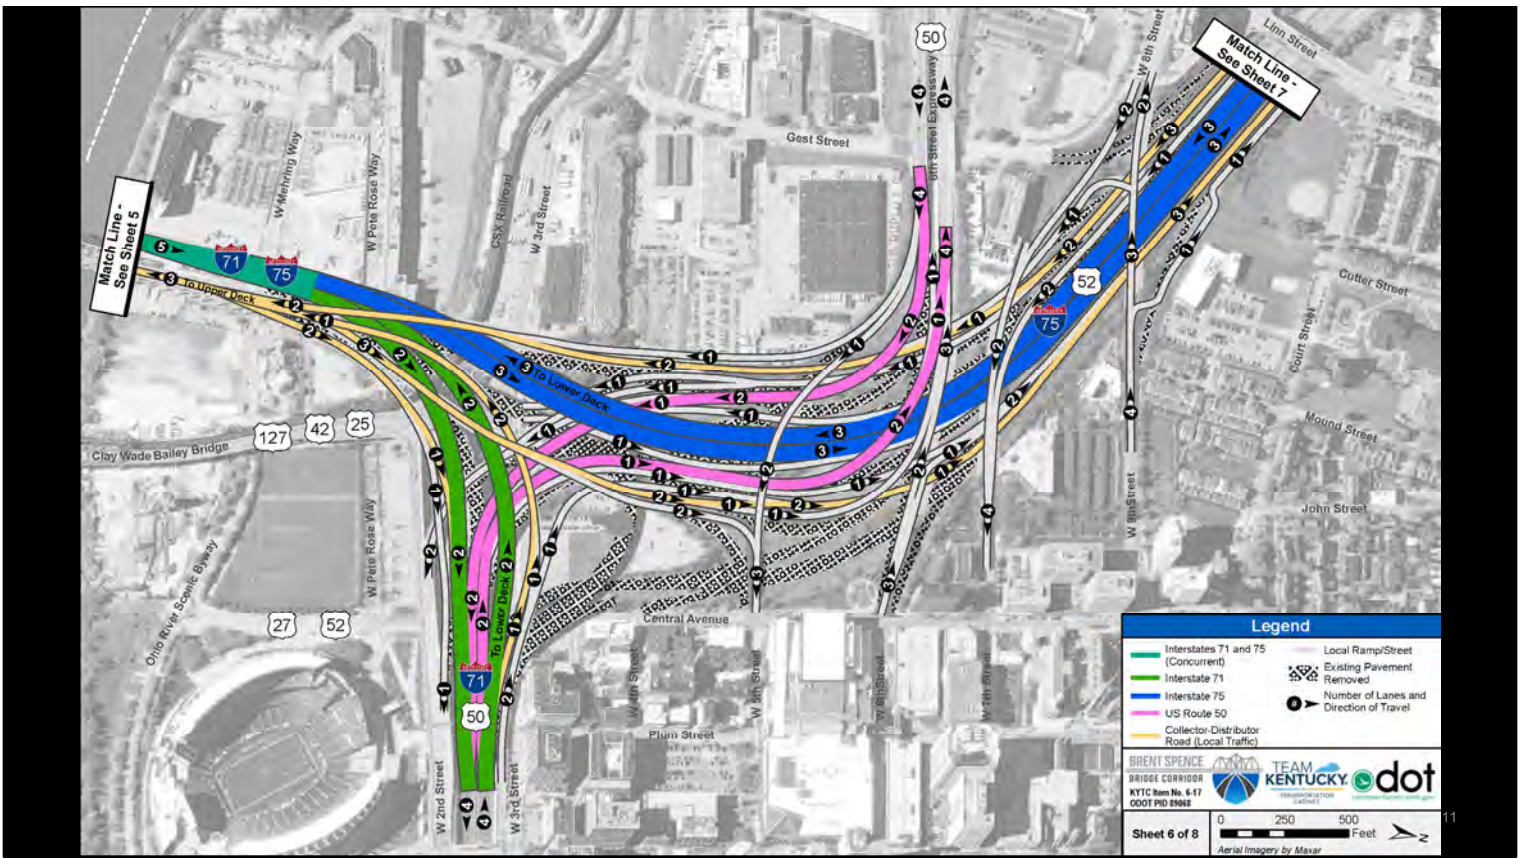 Match Line -
See Sheet 5
Match Line -
See Sheet 7
50
W 8th Street
Linn Street
Gest Street
6th Street Expressway
W Mehring Way
W Pete Rose Way
CSX Railroad
W 3rd Street
71
75
To Upper Deck
To Lower Deck
52
75
Cutter Street
Court Street
Mound Street
John Street
127
42
25
Clay Wade Bailey Bridge
W Pete Rose Way
Ohio River Scenic Byway
27
52
To Lower Deck
71
50
W 2nd Street
W 3rd Street
Central Avenue
W 4th Street
W 5th Street
W 6th Street
W 7th Street
W 9th Street
Plum Street
Legend
Interstates 71 and 75
(Concurrent)
Interstate 71
Interstate 75
US Route 50
Collector-Distributor
Road (Local Traffic)
Local Ramp/Street
Existing Pavement
Removed
#
Number of Lanes and
Direction of Travel
BRENT SPENCE
BRIDGE CORRIDOR
KYTC Item No. 6-17
ODOT PID 89068
TEAM
KENTUCKY
TRANSPORTATION
CABINET
odot
Sheet 6 of 8
0 250 500
Feet
N
Aerial Imagery by Maxar
11